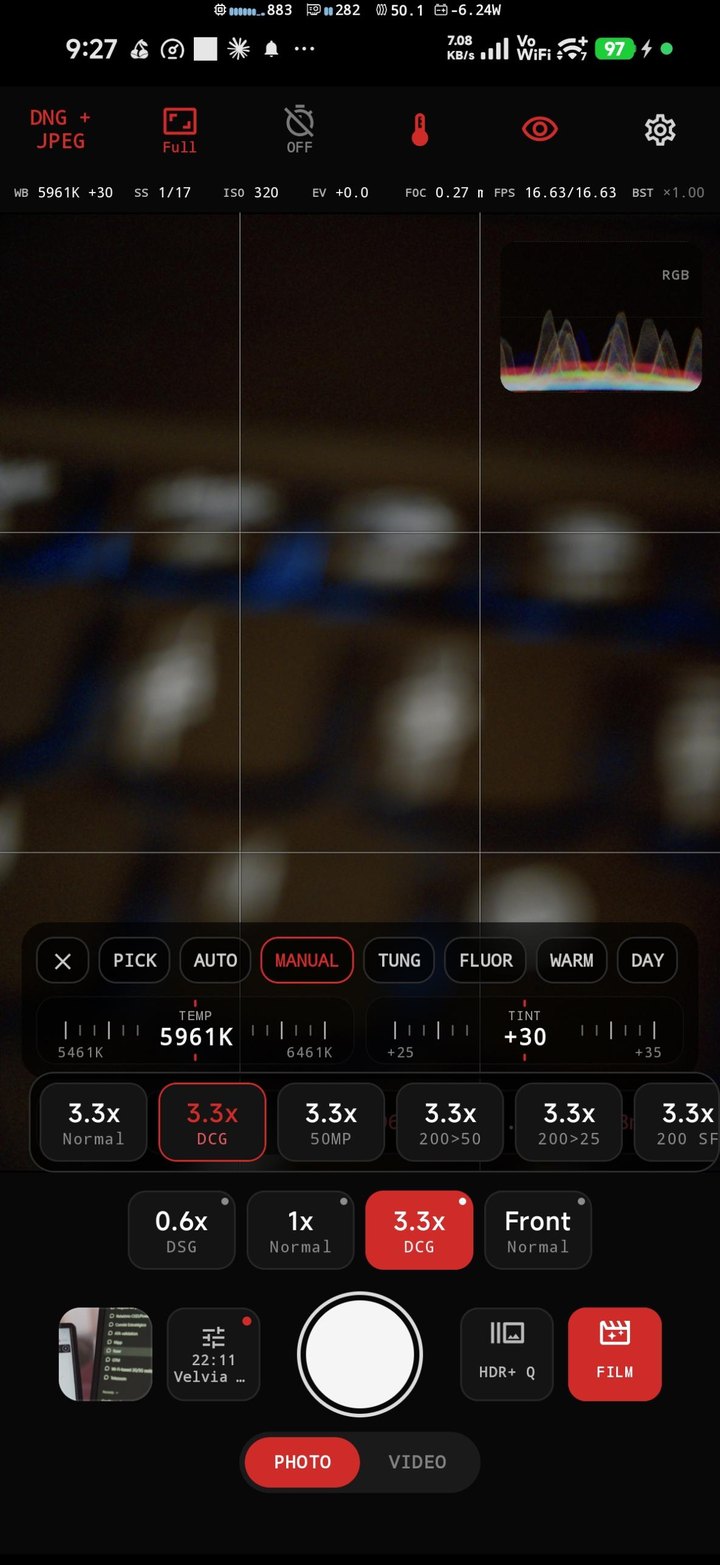 883 282 50.1 -6.24W
9:27 ... 7.08 KB/s Vo WiFi 7 97
DNG + JPEG
Full
OFF
WB 5961K +30 SS 1/17 ISO 320 EV +0.0 FOC 0.27 FPS 16.63/16.63 BST ×1.00
RGB
PICK AUTO MANUAL TUNG FLUOR WARM DAY
TEMP
5961K
5461K 6461K
TINT
+30
+25 +35
3.3x 3.3x 3.3x 3.3x 3.3x 3.3x
Normal DCG 50MP 200>50 200>25 200 SF
0.6x 1x 3.3x Front
DSG Normal DCG Normal
22:11
Velvia …
HDR+ Q
FILM
PHOTO VIDEO